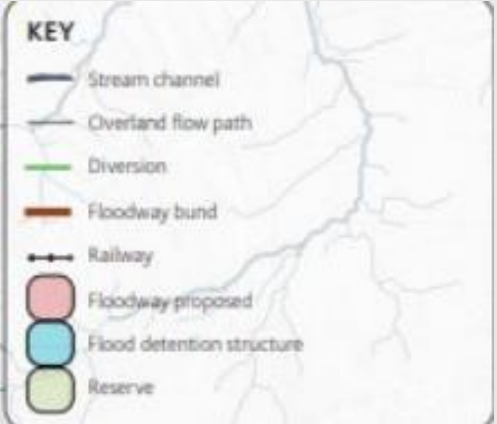 KEY
Stream channel
Overland flow path
Diversion
Floodway bund
Railway
Floodway proposed
Flood detention structure
Reserve